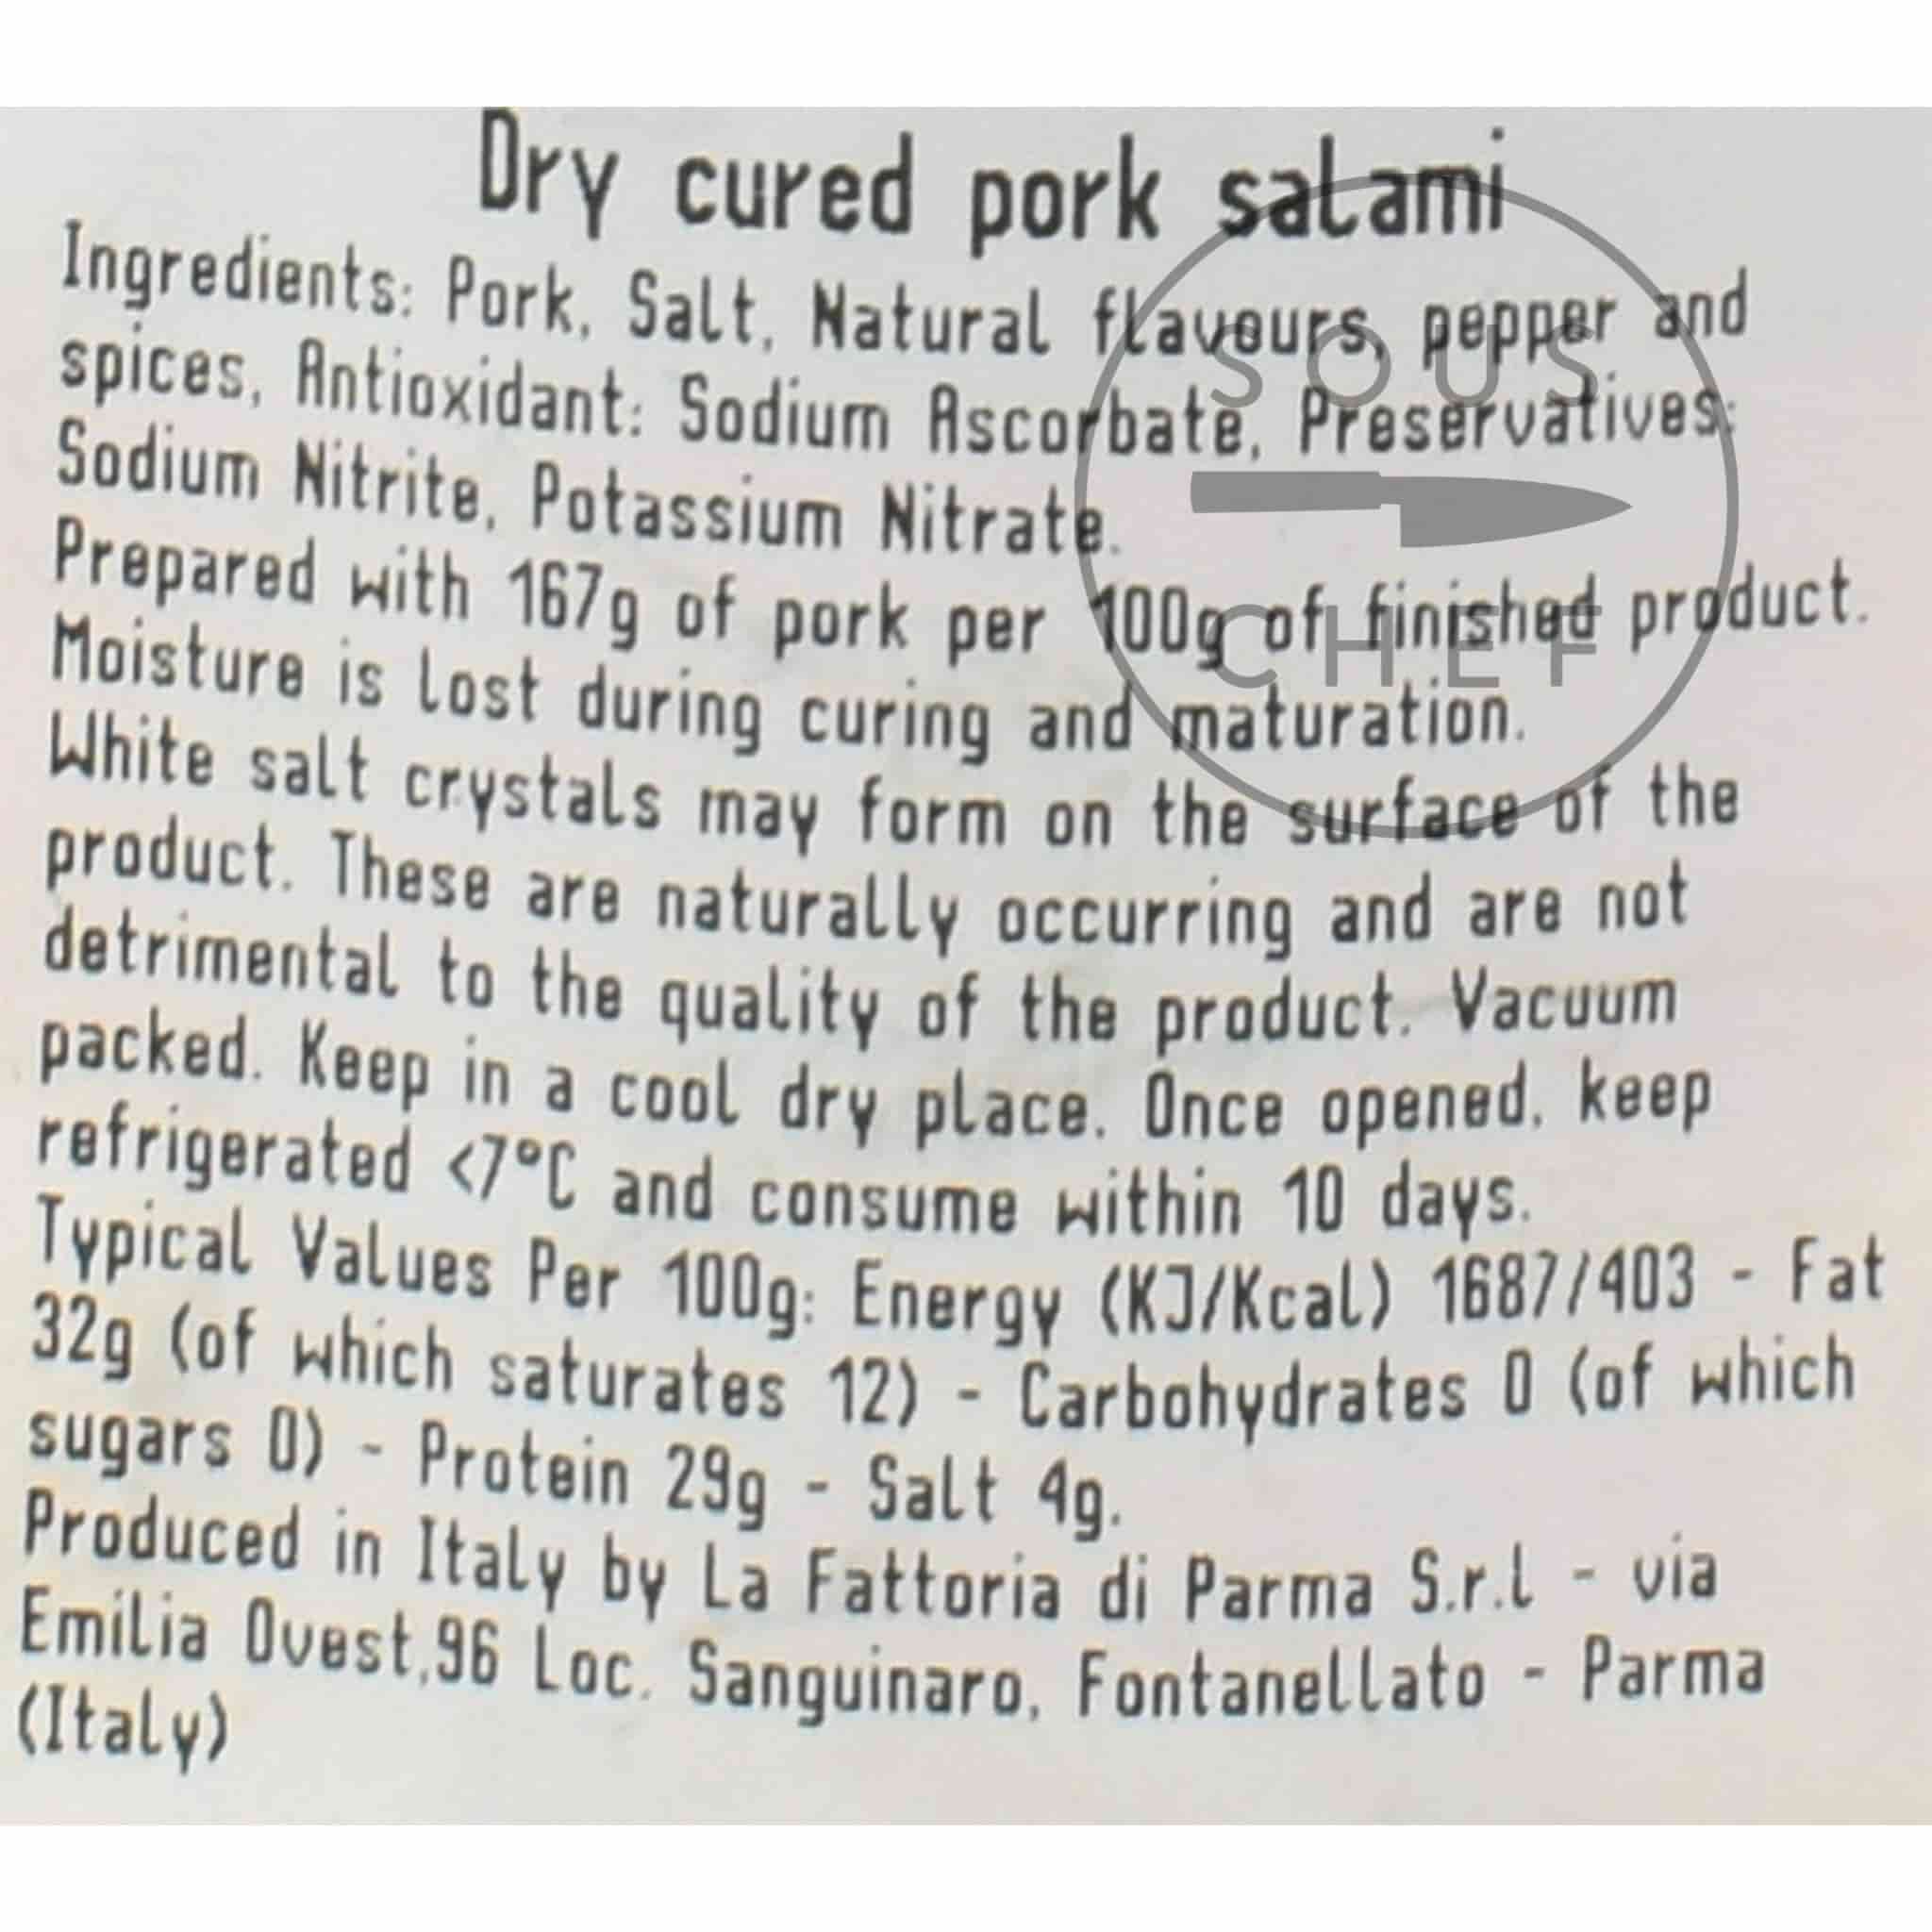 Dry cured pork salami
Ingredients: Pork, Salt, Natural flavours, pepper and
spices, Antioxidant: Sodium Ascorbate, Preservatives:
Sodium Nitrite, Potassium Nitrate.
Prepared with 167g of pork per 100g of finished product.
Moisture is lost during curing and maturation.
White salt crystals may form on the surface of the
product. These are naturally occurring and are not
detrimental to the quality of the product. Vacuum
packed. Keep in a cool dry place. Once opened, keep
refrigerated <7°C and consume within 10 days.
Typical Values Per 100g: Energy (KJ/Kcal) 1687/403 - Fat
32g (of which saturates 12) - Carbohydrates 0 (of which
sugars 0) - Protein 29g - Salt 4g.
Produced in Italy by La Fattoria di Parma S.r.l - via
Emilia Ovest,96 Loc. Sanguinaro, Fontanellato - Parma
(Italy)
SOUS
CHEF